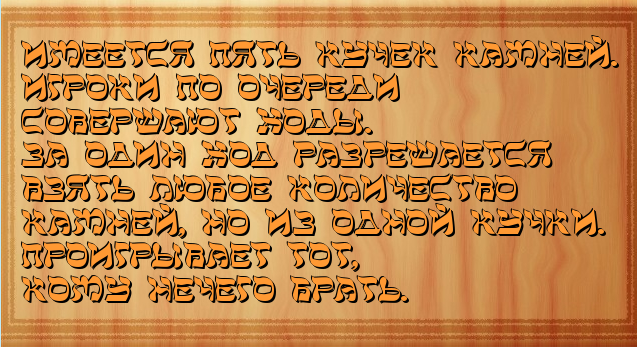 ИМЕЕТСЯ ПЯТЬ КУЧЕК КАМНЕЙ.
ИГРОКИ ПО ОЧЕРЕДИ
СОВЕРШАЮТ ХОДЫ.
ЗА ОДИН ХОД РАЗРЕШАЕТСЯ
ВЗЯТЬ ЛЮБОЕ КОЛИЧЕСТВО
КАМНЕЙ, НО ИЗ ОДНОЙ КУЧКИ.
ПРОИГРЫВАЕТ ТОТ,
КОМУ НЕЧЕГО БРАТЬ.